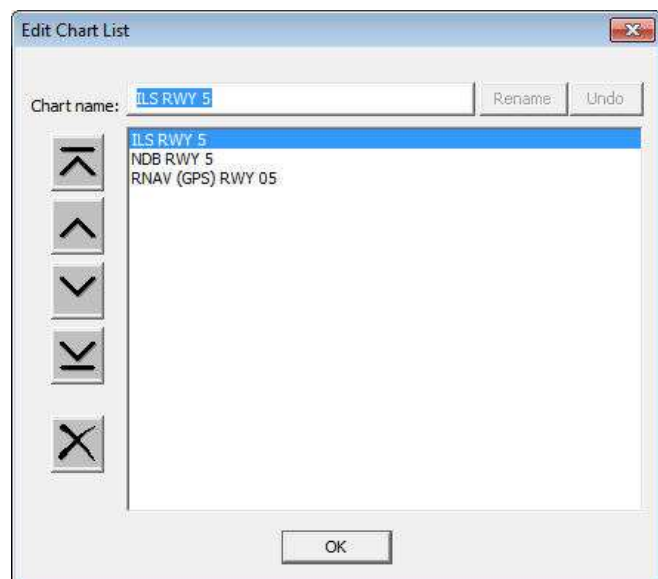 Edit Chart List
Chart name: ILS RWY 5 Rename Undo
ILS RWY 5
NDB RWY 5
RNAV (GPS) RWY 05
OK